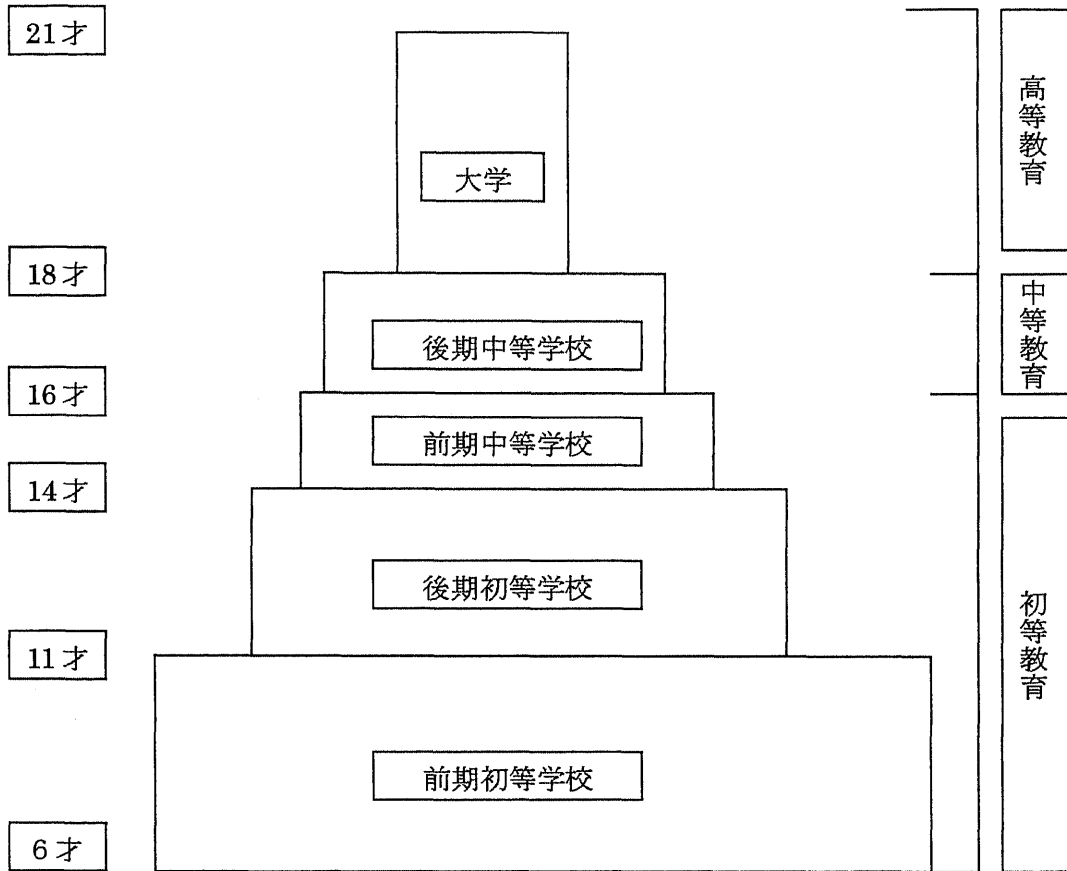 21才
高等教育
大学
18才
中等教育
後期中等学校
16才
前期中等学校
14才
後期初等学校
初等教育
11才
前期初等学校
6才